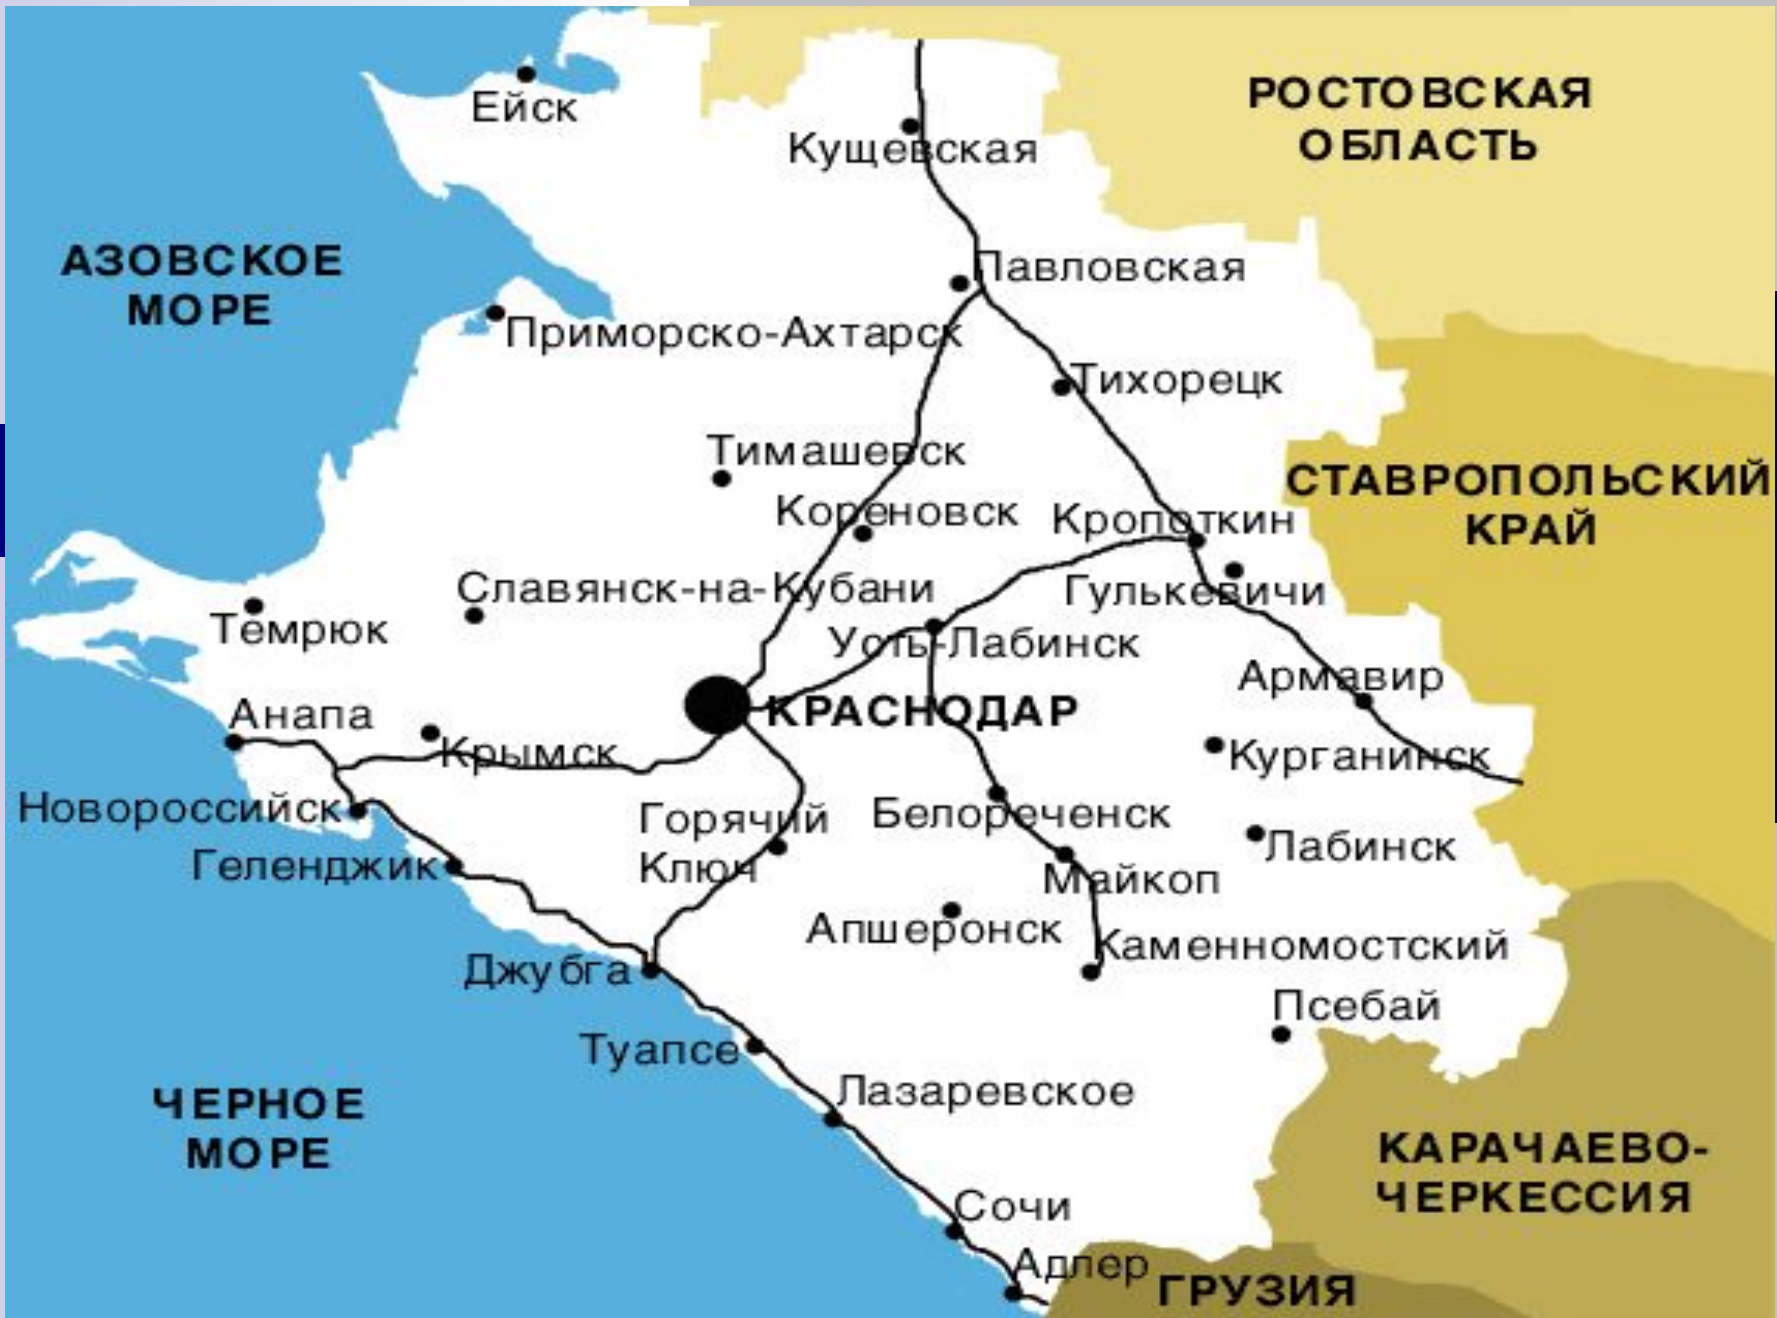 Ейск
РОСТОВСКАЯ
ОБЛАСТЬ
Кущевская
АЗОВСКОЕ
МОРЕ
Павловская
Приморско-Ахтарск
Тихорецк
Тимашевск
СТАВРОПОЛЬСКИЙ
КРАЙ
Кореновск
Кропоткин
Славянск-на-Кубани
Гулькевичи
Темрюк
Усть-Лабинск
Армавир
Анапа
КРАСНОДАР
Крымск
Курганинск
Новороссийск
Горячий
Ключ
Белореченск
Лабинск
Геленджик
Майкоп
Апшеронск
Каменномостский
Джубга
Псебай
Туапсе
Лазаревское
ЧЕРНОЕ
МОРЕ
КАРАЧАЕВО-
ЧЕРКЕССИЯ
Сочи
Адлер
ГРУЗИЯ